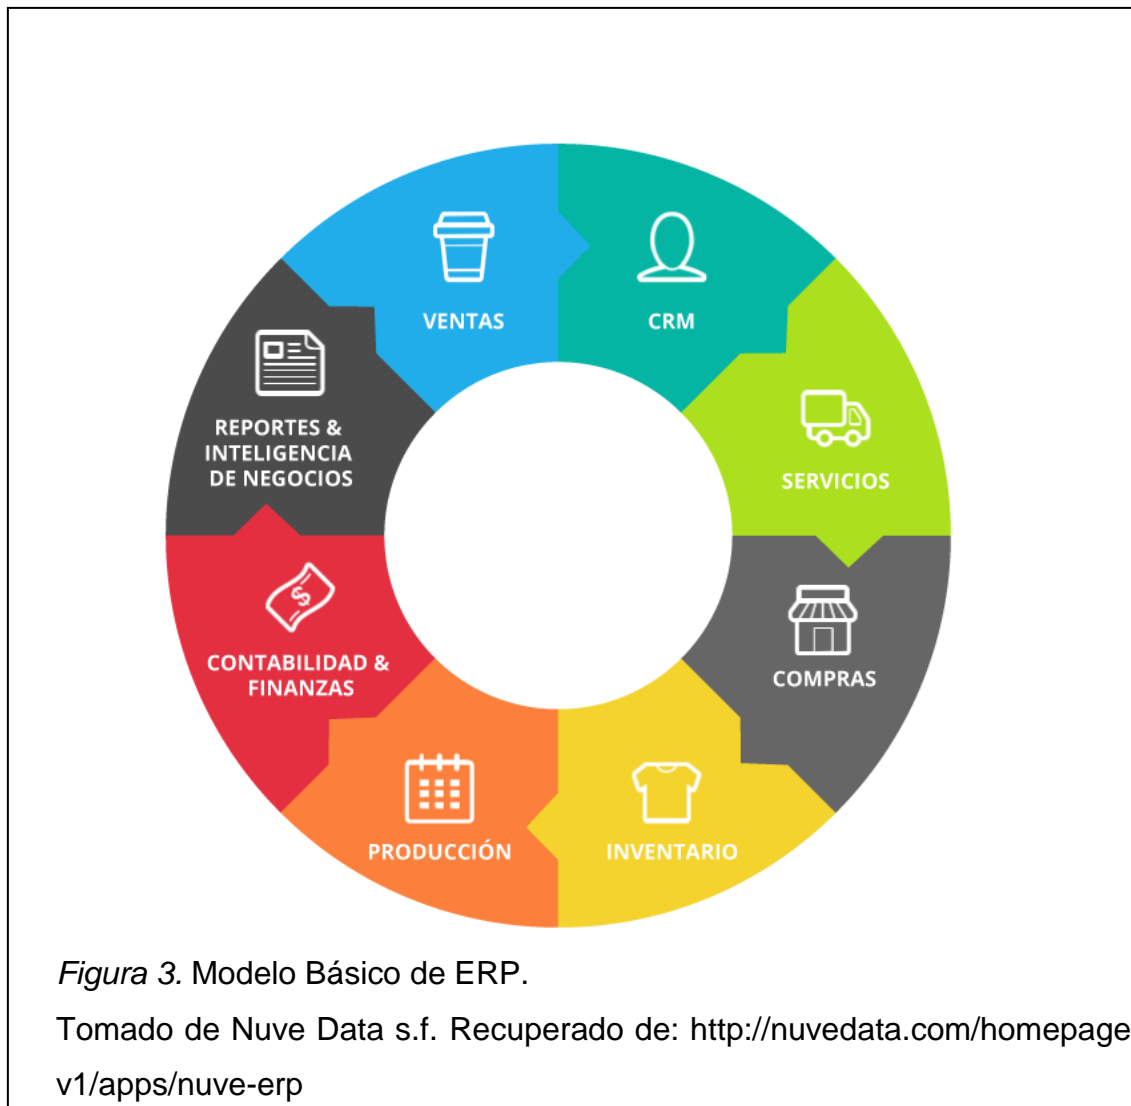 VENTAS
CRM
SERVICIOS
COMPRAS
INVENTARIO
PRODUCCIÓN
CONTABILIDAD &
FINANZAS
REPORTES &
INTELIGENCIA
DE NEGOCIOS
$
Figura 3. Modelo Básico de ERP.
Tomado de Nuve Data s.f. Recuperado de: http://nuvedata.com/homepage
v1/apps/nuve-erp